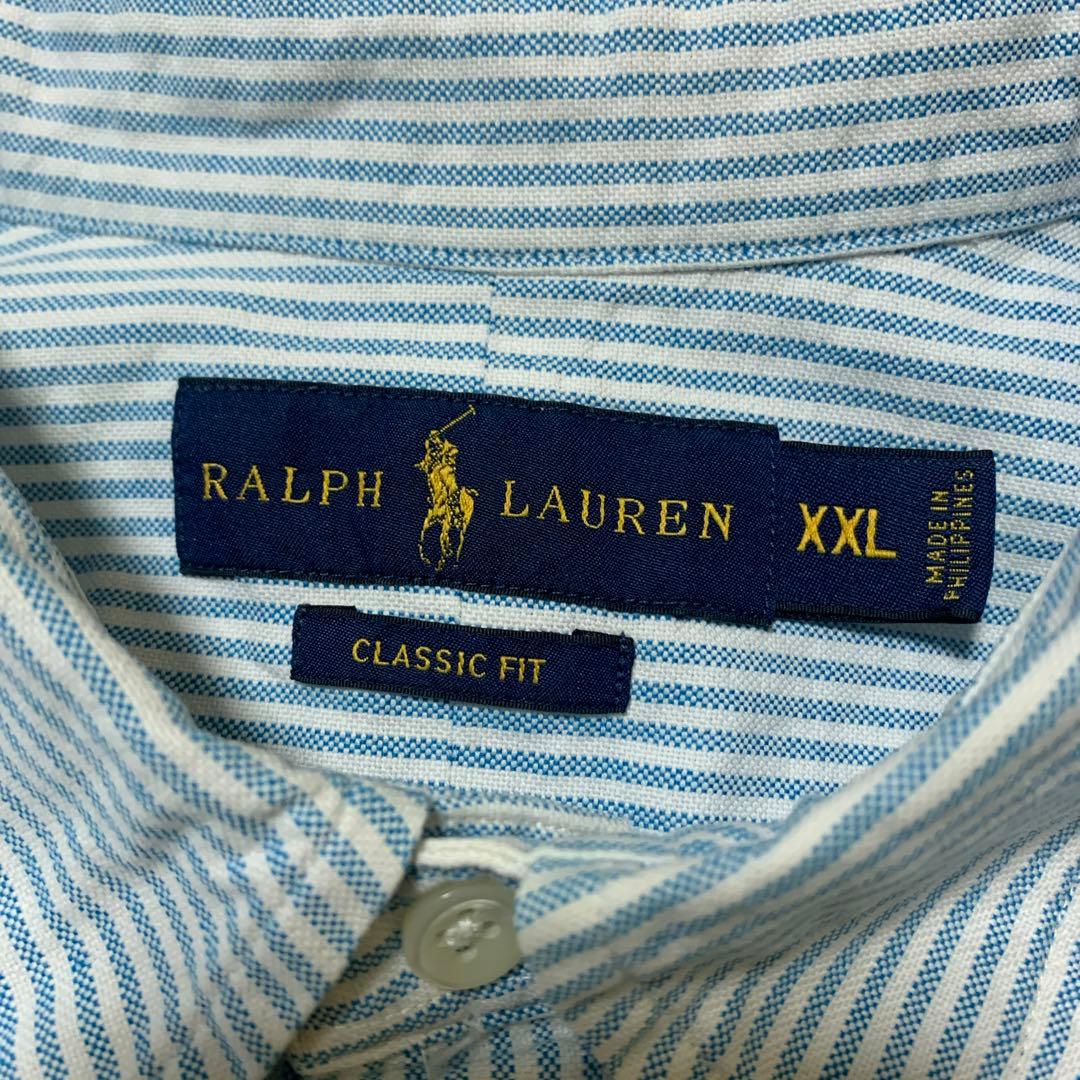 RALPH LAUREN
XXL
MADE IN
PHILIPPINES
CLASSIC FIT